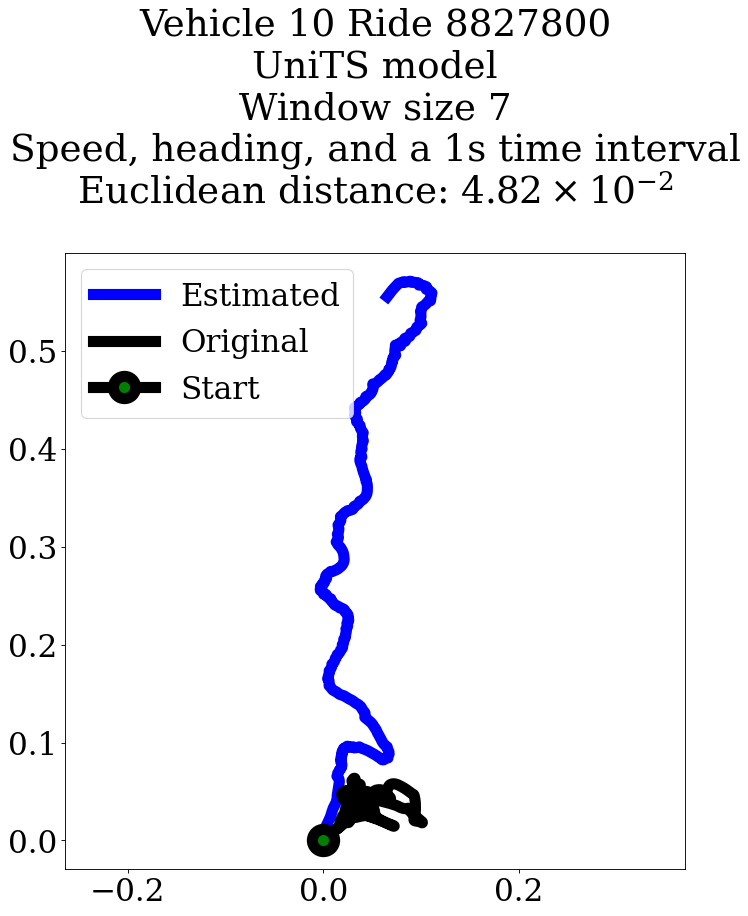 Vehicle 10 Ride 8827800
UniTS model
Window size 7
Speed, heading, and a 1s time interval
Euclidean distance: 4.82 × 10⁻²
Estimated
Original
Start
0.5
0.4
0.3
0.2
0.1
0.0
−0.2 0.0 0.2